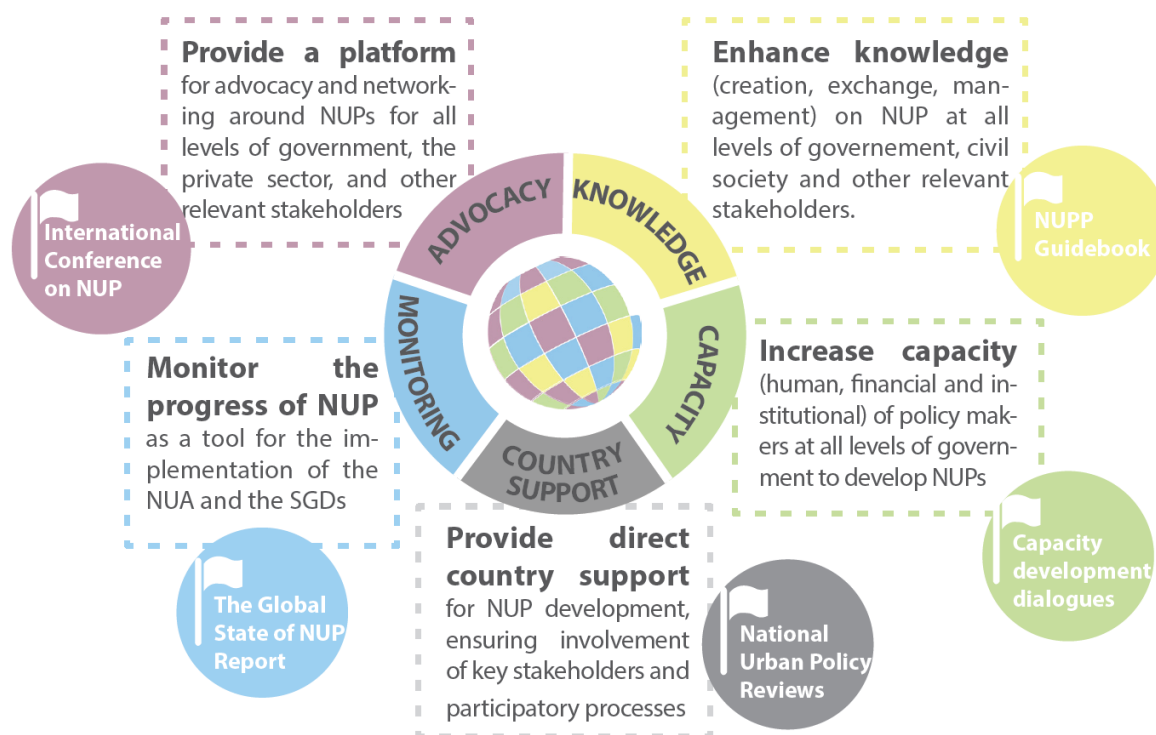 Provide a platform
for advocacy and network-
ing around NUPs for all
levels of government, the
private sector, and other
relevant stakeholders
International
Conference
on NUP
Enhance knowledge
(creation, exchange, man-
agement) on NUP at all
levels of governement, civil
society and other relevant
stakeholders.
NUPP
Guidebook
ADVOCACY
KNOWLEDGE
CAPACITY
COUNTRY
SUPPORT
MONITORING
Monitor the
progress of NUP
as a tool for the im-
plementation of the
NUA and the SGDs
The Global
State of NUP
Report
Increase capacity
(human, financial and in-
stitutional) of policy mak-
ers at all levels of govern-
ment to develop NUPs
Capacity
development
dialogues
Provide direct
country support
for NUP development,
ensuring involvement
of key stakeholders and
participatory processes
National
Urban Policy
Reviews